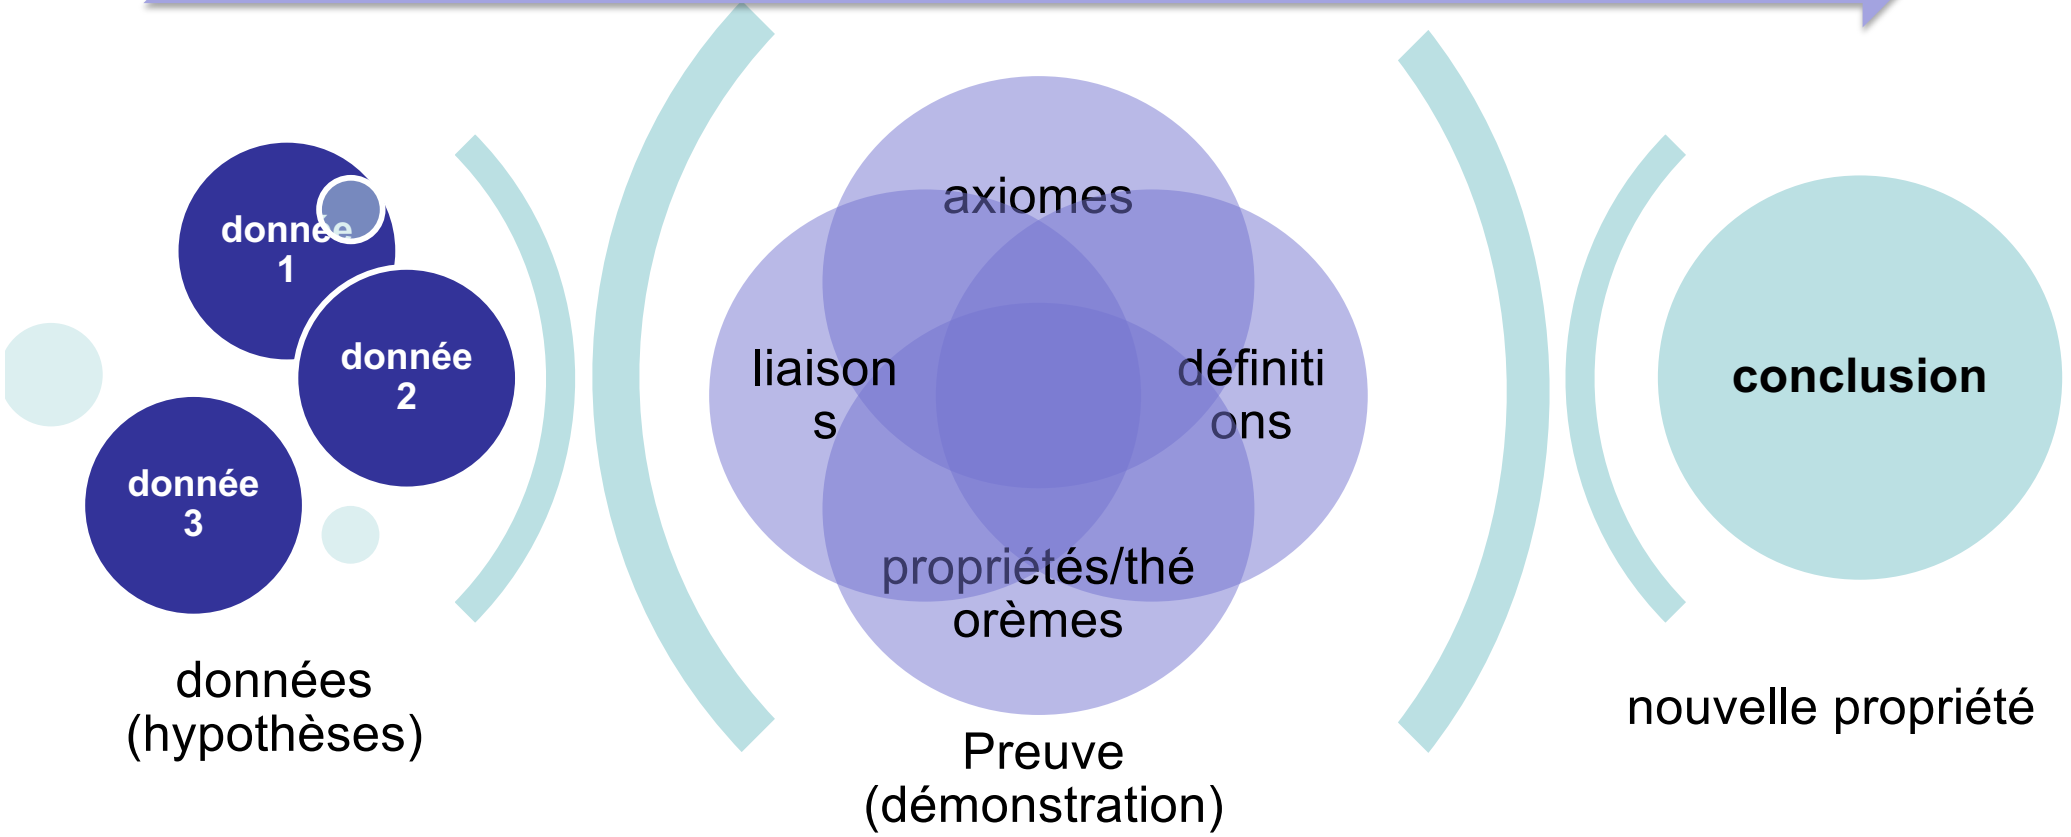 donnée
1
donnée
2
donnée
3
données
(hypothèses)
axiomes
liaison
s
définiti
ons
propriétés/thé
orèmes
Preuve
(démonstration)
conclusion
nouvelle propriété